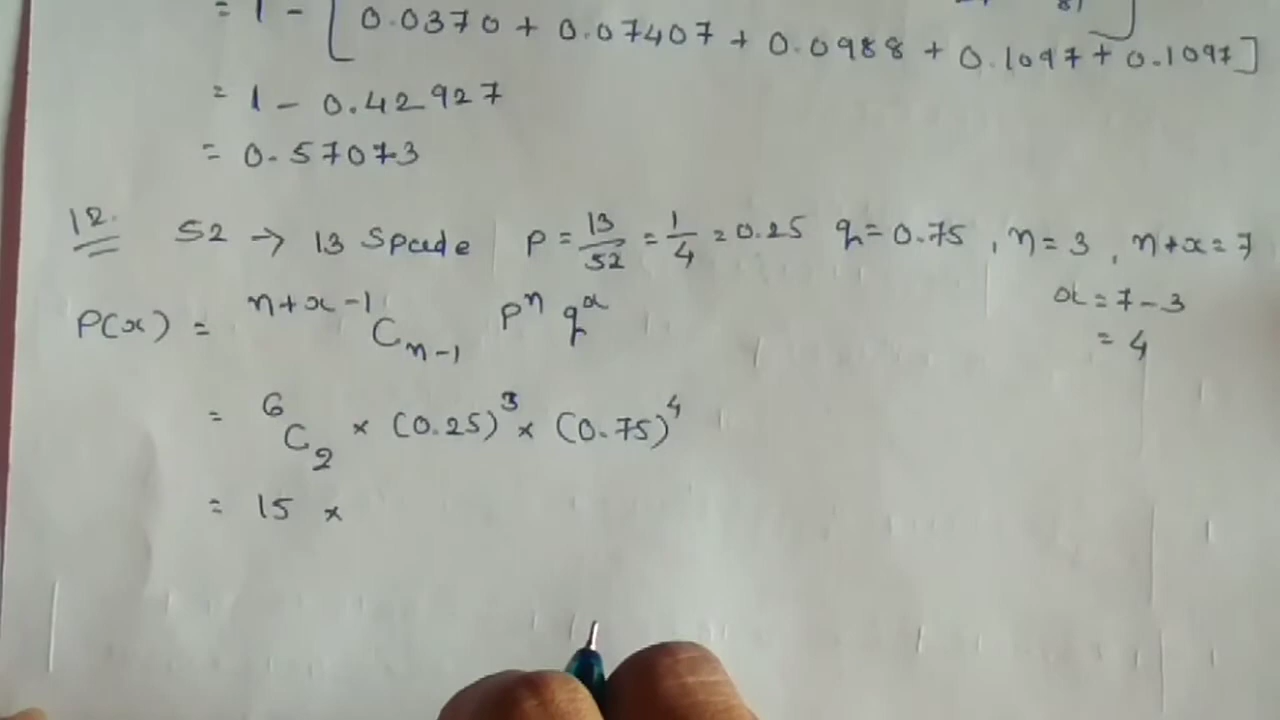 = 1 - [0.0370 + 0.07407 + 0.0988 + 0.1097 + 0.1097]
= 1 - 0.42927
= 0.57073
12. 52 → 13 Spade P = 13/52 = 1/4 = 0.25 q = 0.75 , n = 3 , n+x = 7
x = 7 - 3
= 4
P(x) = n+x-1 C n-1 P^n q^x
= 6 C 2 × (0.25)^3 × (0.75)^4
= 15 ×